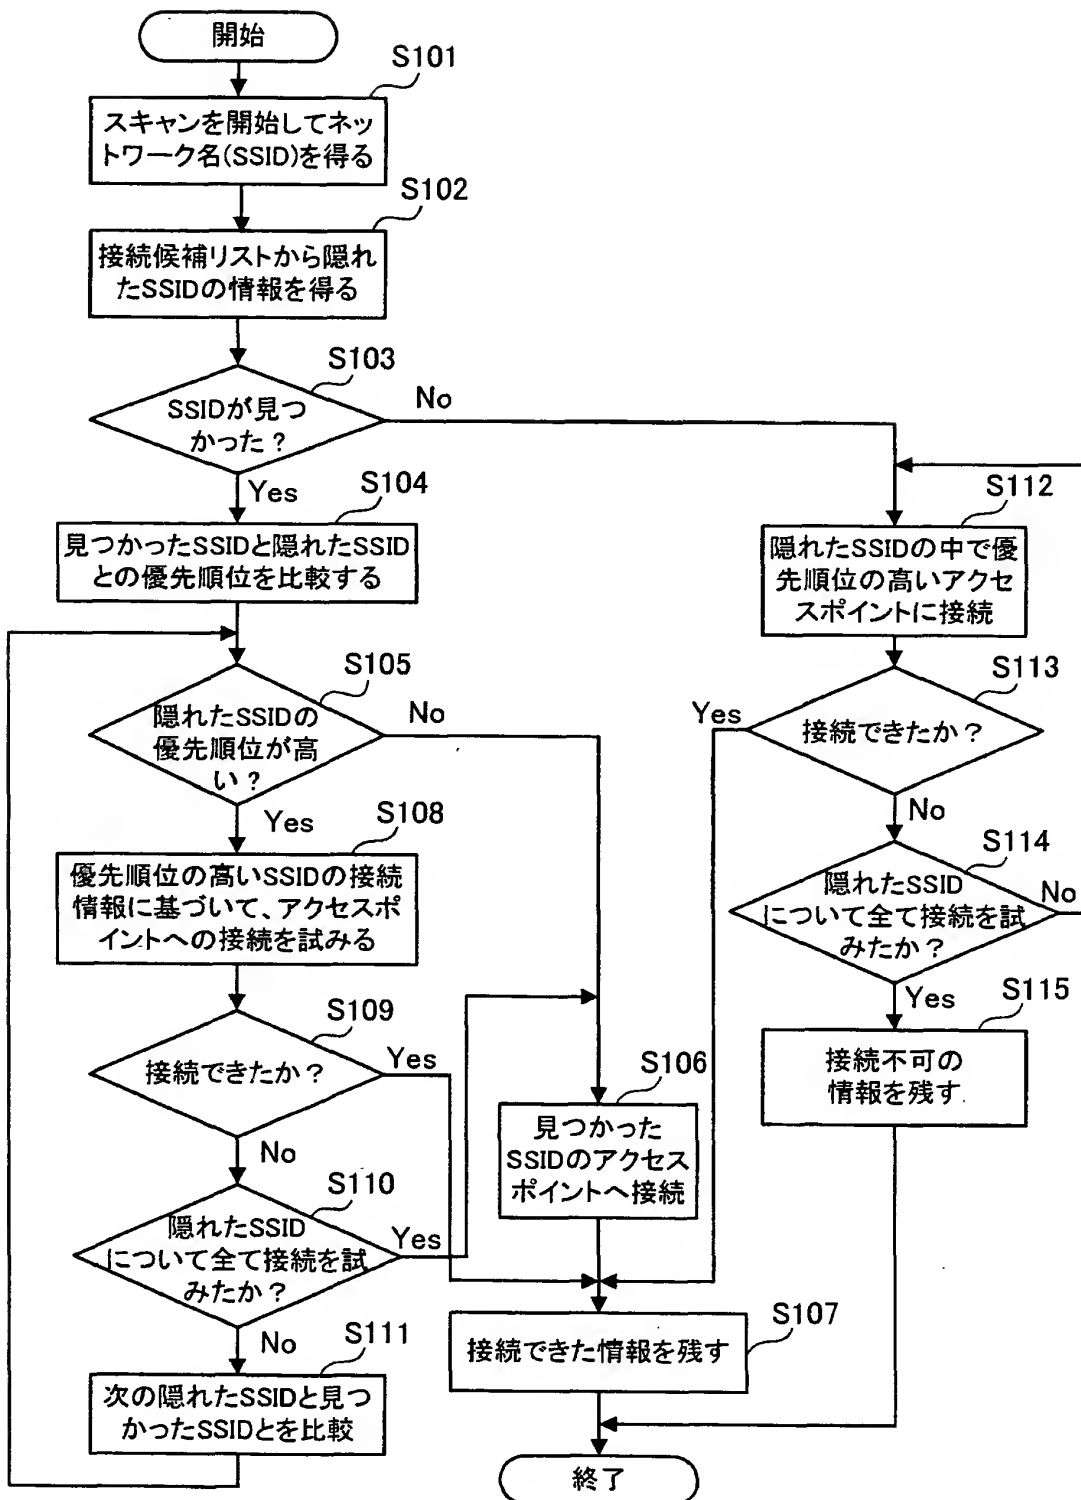 開始
S101
スキャンを開始してネッ
トワーク名(SSID)を得る
S102
接続候補リストから隠れ
たSSIDの情報を得る
S103
SSIDが見つ
かった?
No
Yes
S104
見つかったSSIDと隠れたSSID
との優先順位を比較する
S105
隠れたSSIDの
優先順位が高
い?
No
Yes
S108
優先順位の高いSSIDの接続
情報に基づいて、アクセスポ
イントへの接続を試みる
S109
接続できたか?
Yes
No
S110
隠れたSSID
について全て接続を試
みたか?
Yes
No
S111
次の隠れたSSIDと見つ
かったSSIDとを比較
S106
見つかった
SSIDのアクセス
ポイントへ接続
S107
接続できた情報を残す
終了
S112
隠れたSSIDの中で優
先順位の高いアクセ
スポイントに接続
S113
接続できたか?
Yes
No
S114
隠れたSSID
について全て接続を試
みたか?
No
Yes
S115
接続不可の
情報を残す